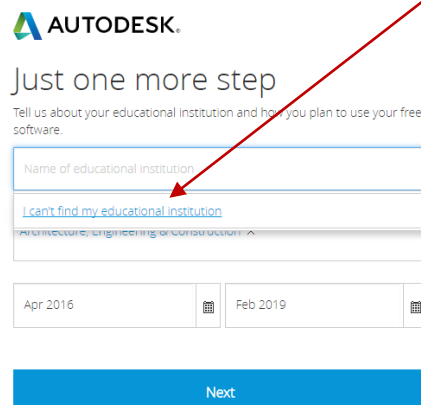 AUTODESK.
Just one more step
Tell us about your educational institution and how you plan to use your free
software.
Name of educational institution
I can't find my educational institution
Architecture, Engineering & Construction ×
Apr 2016 Feb 2019
Next